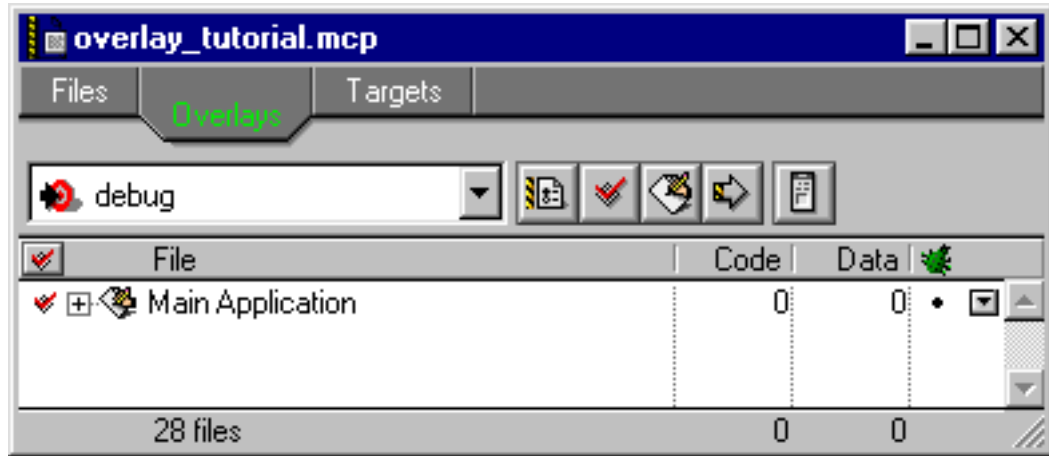 overlay_tutorial.mcp
Files Overlays Targets
debug
File Code Data
Main Application 0 0
28 files 0 0